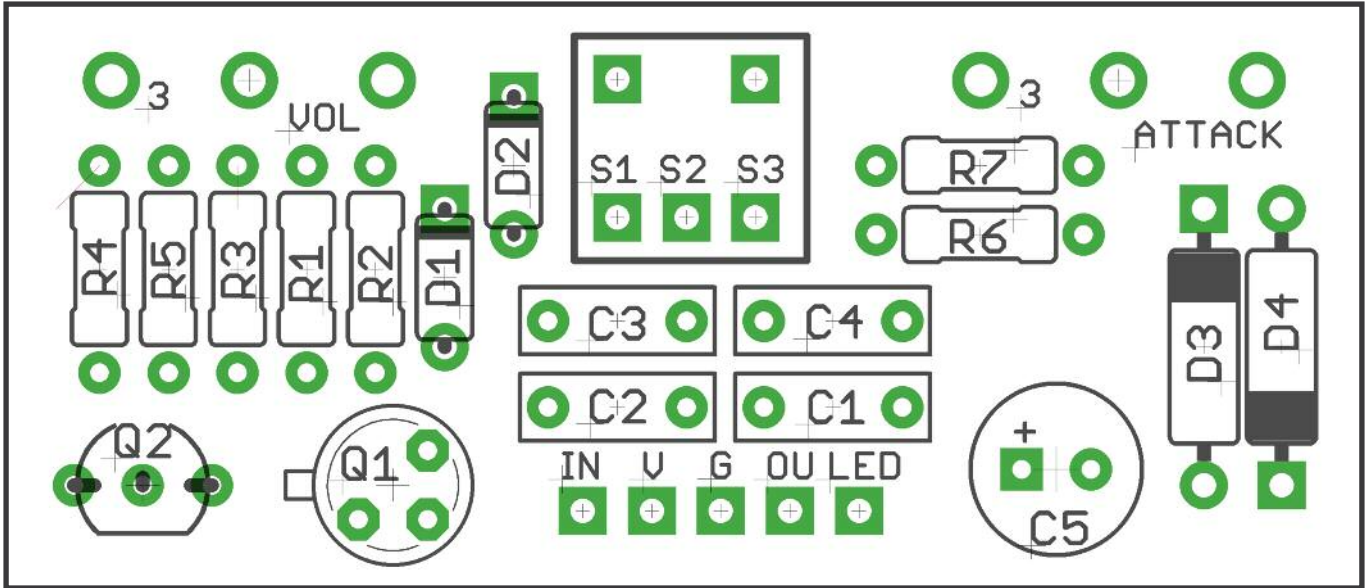 3
VOL
3
ATTACK
D2
S1 S2 S3
R7
R6
R4
R5
R3
R1
R2
D1
C3
C4
D3
D4
C2
C1
Q2
Q1
IN V G OU LED
+
C5